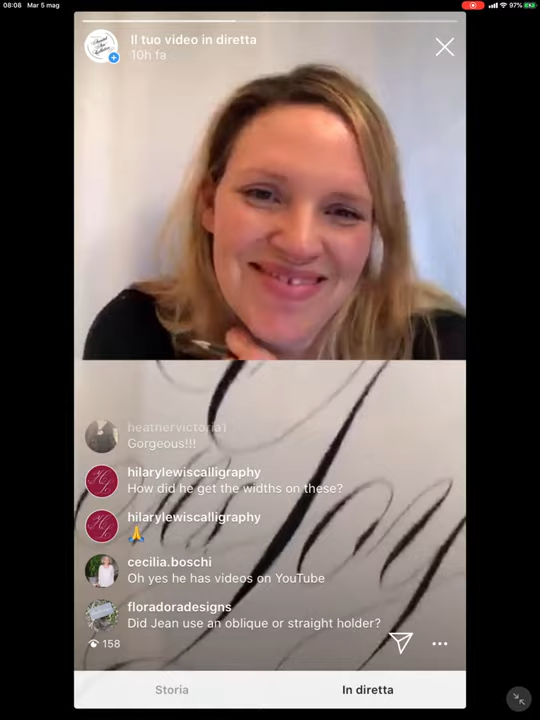 08:08 Mar 5 mag
97%
Il tuo video in diretta
10h fa
heathervictoria1
Gorgeous!!!
hilarylewiscalligraphy
How did he get the widths on these?
hilarylewiscalligraphy
cecilia.boschi
Oh yes he has videos on YouTube
floradoradesigns
Did Jean use an oblique or straight holder?
158
Storia
In diretta